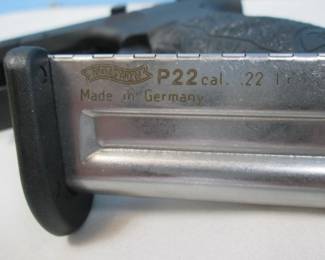 WALTHER P22 cal. .22 l.r.
Made in Germany